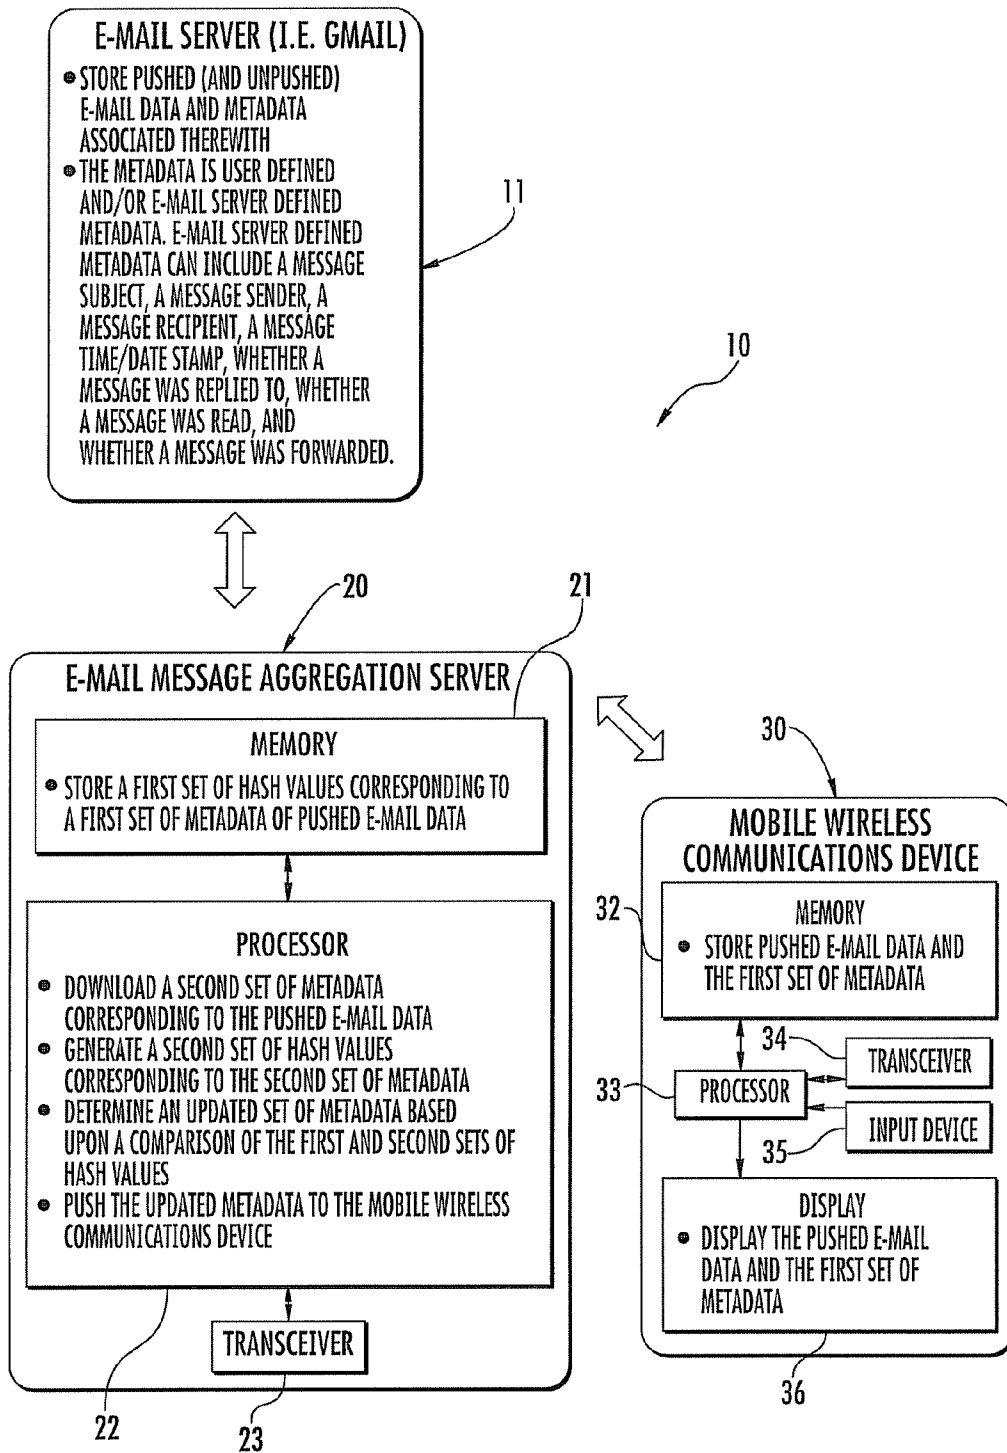 E-MAIL SERVER (I.E. GMAIL)
● STORE PUSHED (AND UNPUSHED)
E-MAIL DATA AND METADATA
ASSOCIATED THEREWITH
● THE METADATA IS USER DEFINED
AND/OR E-MAIL SERVER DEFINED
METADATA. E-MAIL SERVER DEFINED
METADATA CAN INCLUDE A MESSAGE
SUBJECT, A MESSAGE SENDER, A
MESSAGE RECIPIENT, A MESSAGE
TIME/DATE STAMP, WHETHER A
MESSAGE WAS REPLIED TO, WHETHER
A MESSAGE WAS READ, AND
WHETHER A MESSAGE WAS FORWARDED.
11
10
20
21
E-MAIL MESSAGE AGGREGATION SERVER
MEMORY
● STORE A FIRST SET OF HASH VALUES CORRESPONDING TO
A FIRST SET OF METADATA OF PUSHED E-MAIL DATA
PROCESSOR
● DOWNLOAD A SECOND SET OF METADATA
CORRESPONDING TO THE PUSHED E-MAIL DATA
● GENERATE A SECOND SET OF HASH VALUES
CORRESPONDING TO THE SECOND SET OF METADATA
● DETERMINE AN UPDATED SET OF METADATA BASED
UPON A COMPARISON OF THE FIRST AND SECOND SETS OF
HASH VALUES
● PUSH THE UPDATED METADATA TO THE MOBILE WIRELESS
COMMUNICATIONS DEVICE
TRANSCEIVER
22
23
30
MOBILE WIRELESS
COMMUNICATIONS DEVICE
32
MEMORY
● STORE PUSHED E-MAIL DATA AND
THE FIRST SET OF METADATA
34
TRANSCEIVER
33
PROCESSOR
35
INPUT DEVICE
DISPLAY
● DISPLAY THE PUSHED E-MAIL
DATA AND THE FIRST SET OF
METADATA
36